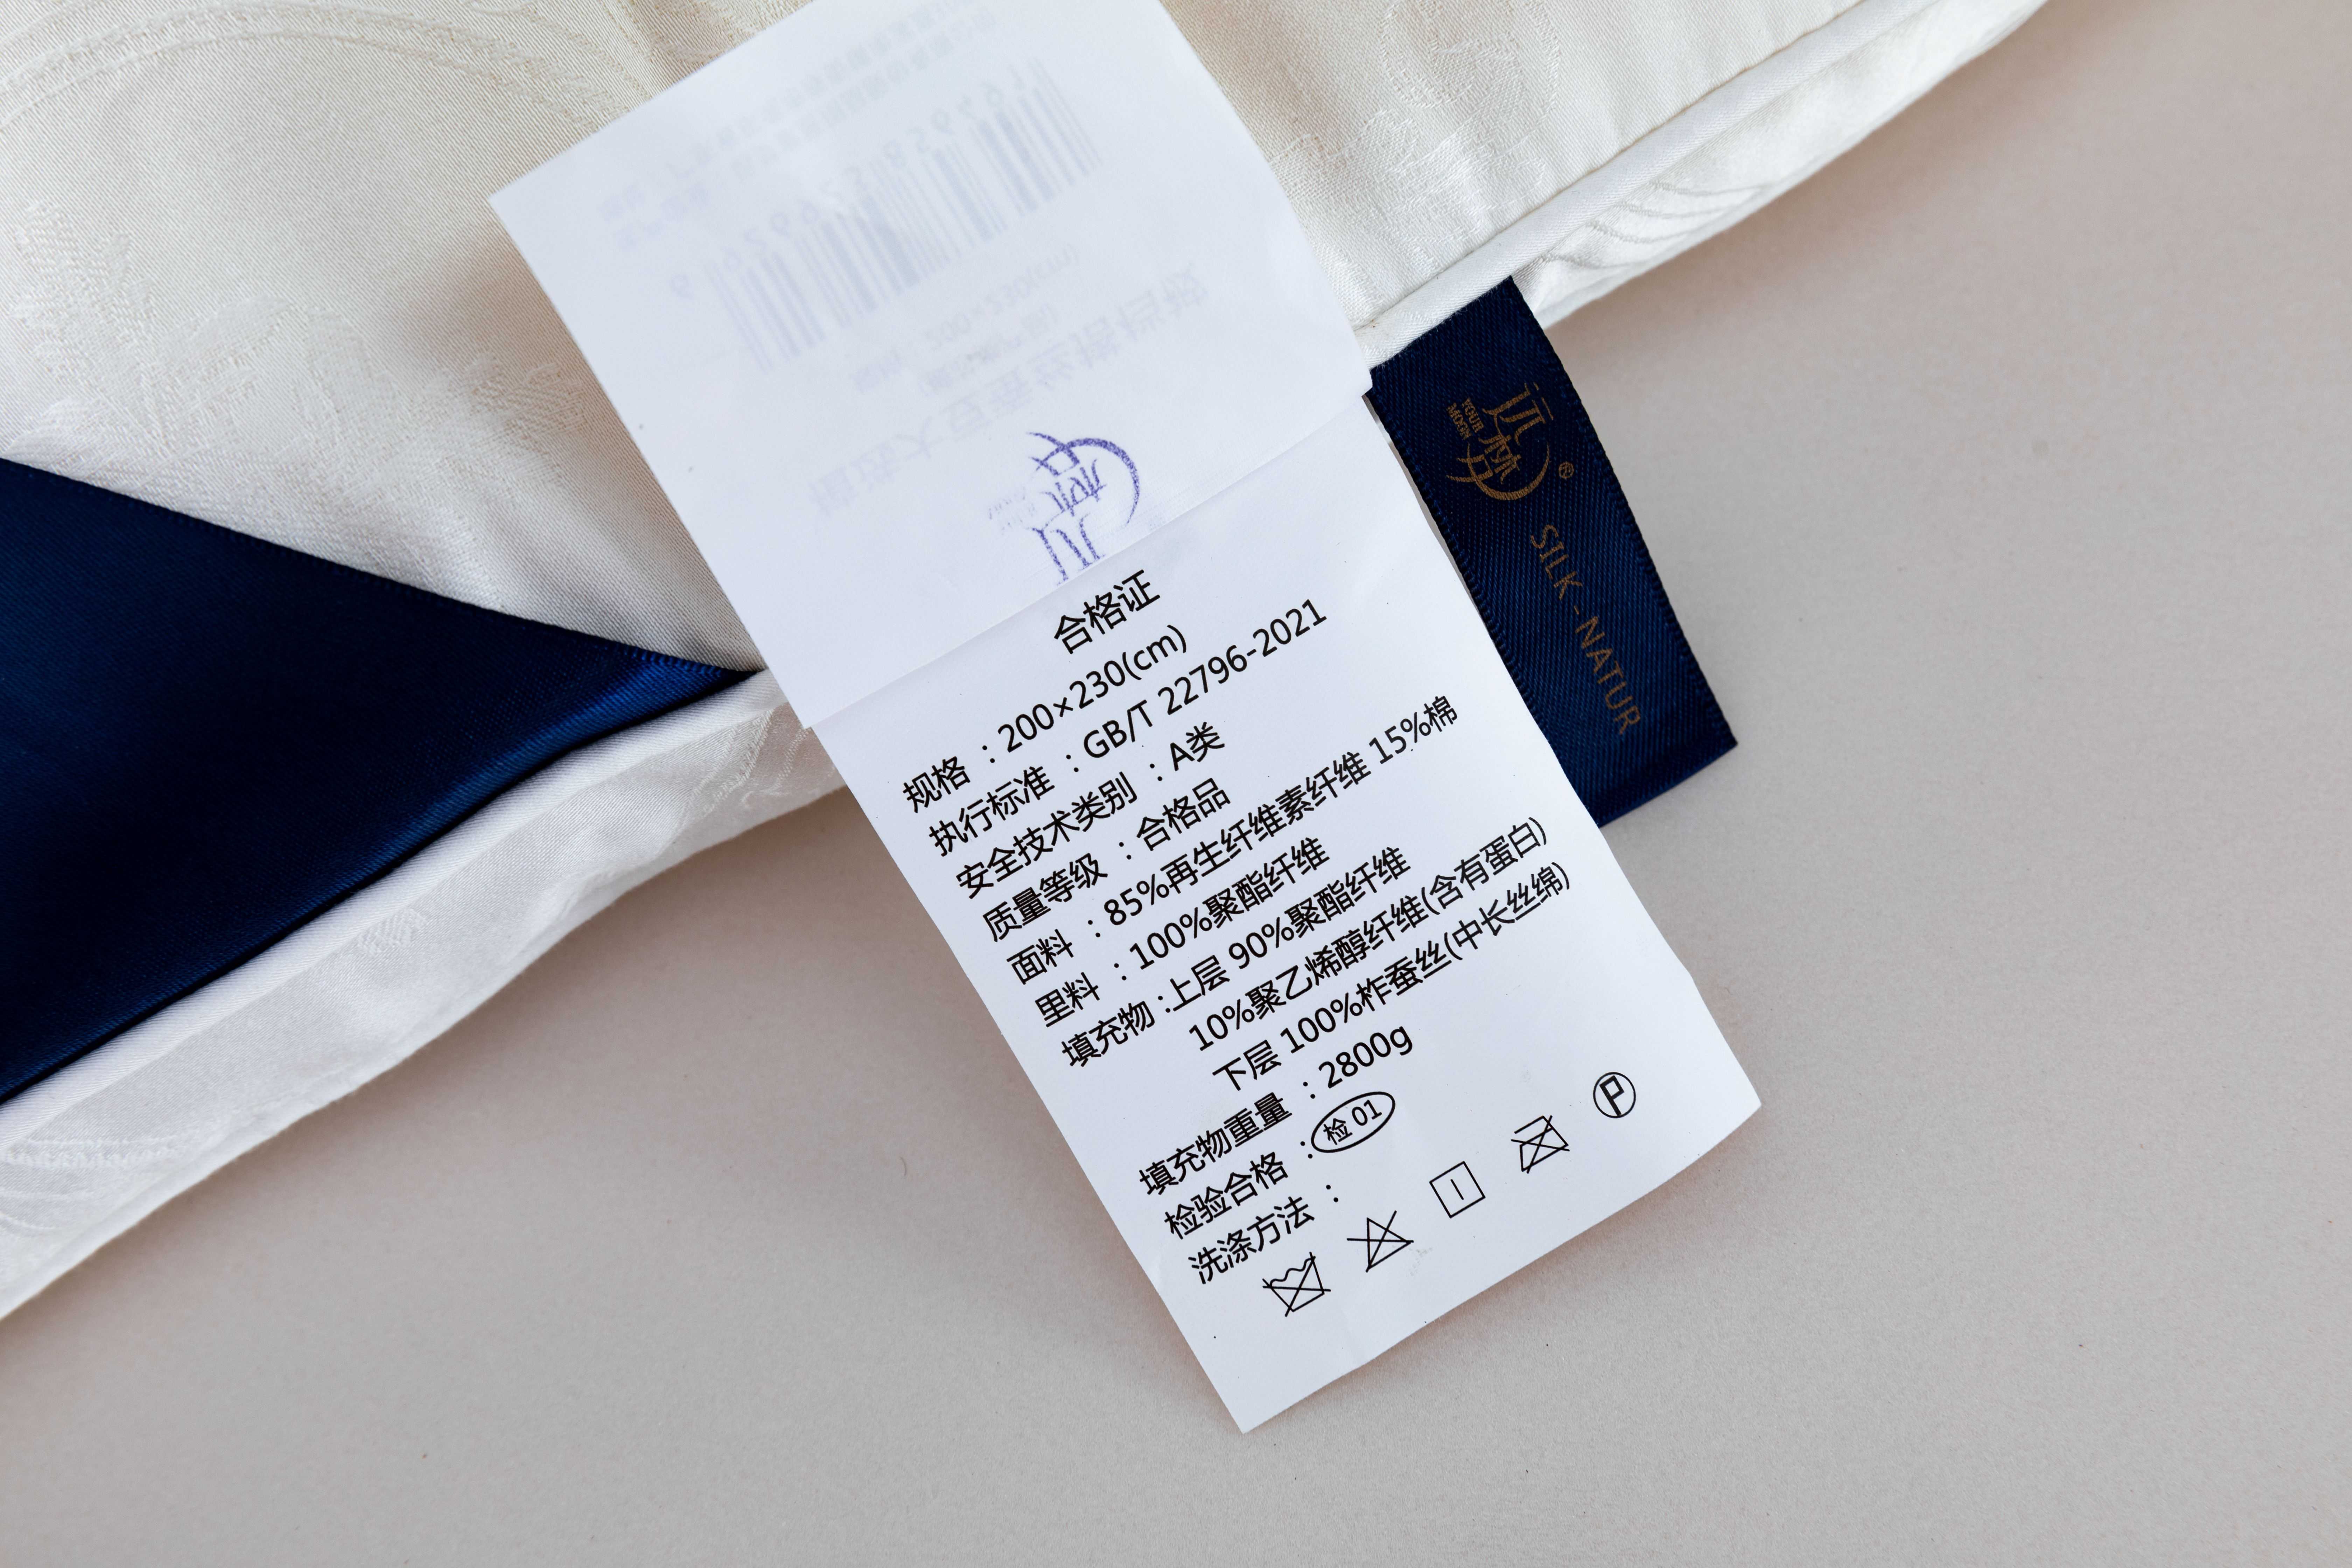 合格证
规格：200×230(cm)
执行标准：GB/T 22796-2021
安全技术类别：A类
质量等级：合格品
面料：85%再生纤维素纤维 15%棉
里料：100%聚酯纤维
填充物：上层 90%聚酯纤维
10%聚乙烯醇纤维(含有蛋白)
下层 100%柞蚕丝(中长丝绵)
填充物重量：2800g
检验合格：检 01
洗涤方法：
P
远梦
YOUR
MOON
®
SILK-NATUR